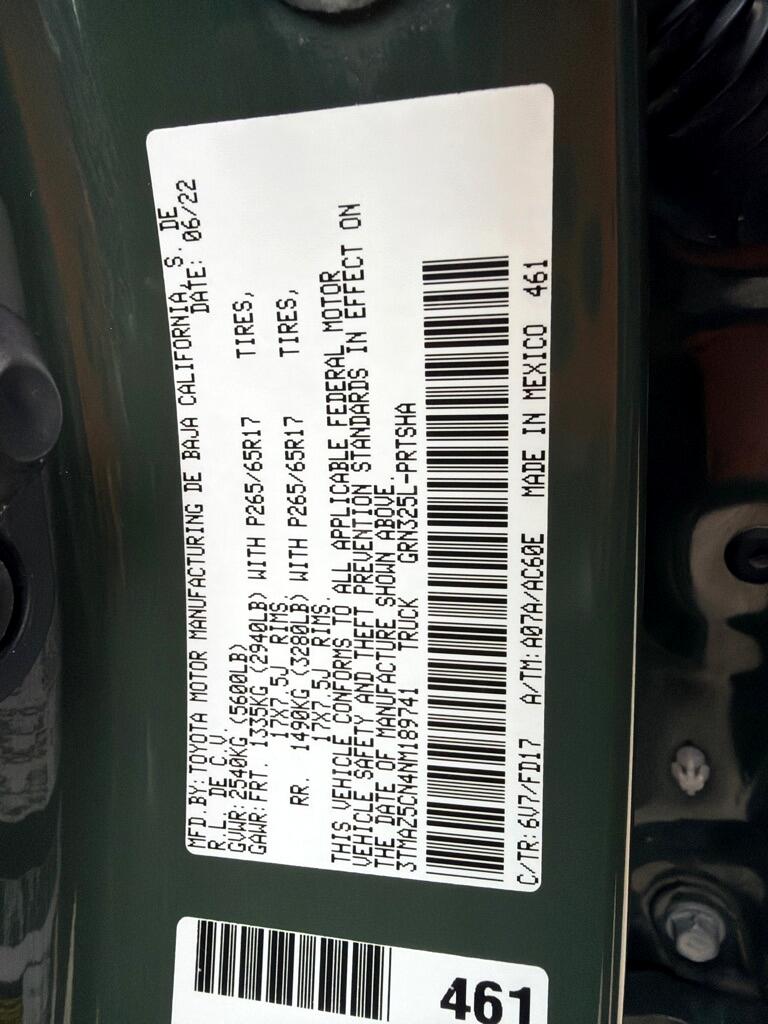 MFD BY: TOYOTA MOTOR MANUFACTURING DE BAJA CALIFORNIA, S. DE
R. L. DE C.V. DATE: 06/22
GVWR: 2540KG (5600LB)
GAWR: FRT. 1335KG (2940LB) WITH P265/65R17 TIRES,
17X7.5J RIMS
RR. 1490KG (3280LB) WITH P265/65R17 TIRES,
17X7.5J RIMS.
THIS VEHICLE CONFORMS TO ALL APPLICABLE FEDERAL MOTOR
VEHICLE SAFETY AND THEFT PREVENTION STANDARDS IN EFFECT ON
THE DATE OF MANUFACTURE SHOWN ABOVE.
3TMAZ5CN4NM189741 TRUCK GRN325L-PRTSHA
C/TR: 6V7/FD17 A/TM: A07A/AC60E MADE IN MEXICO 461
461